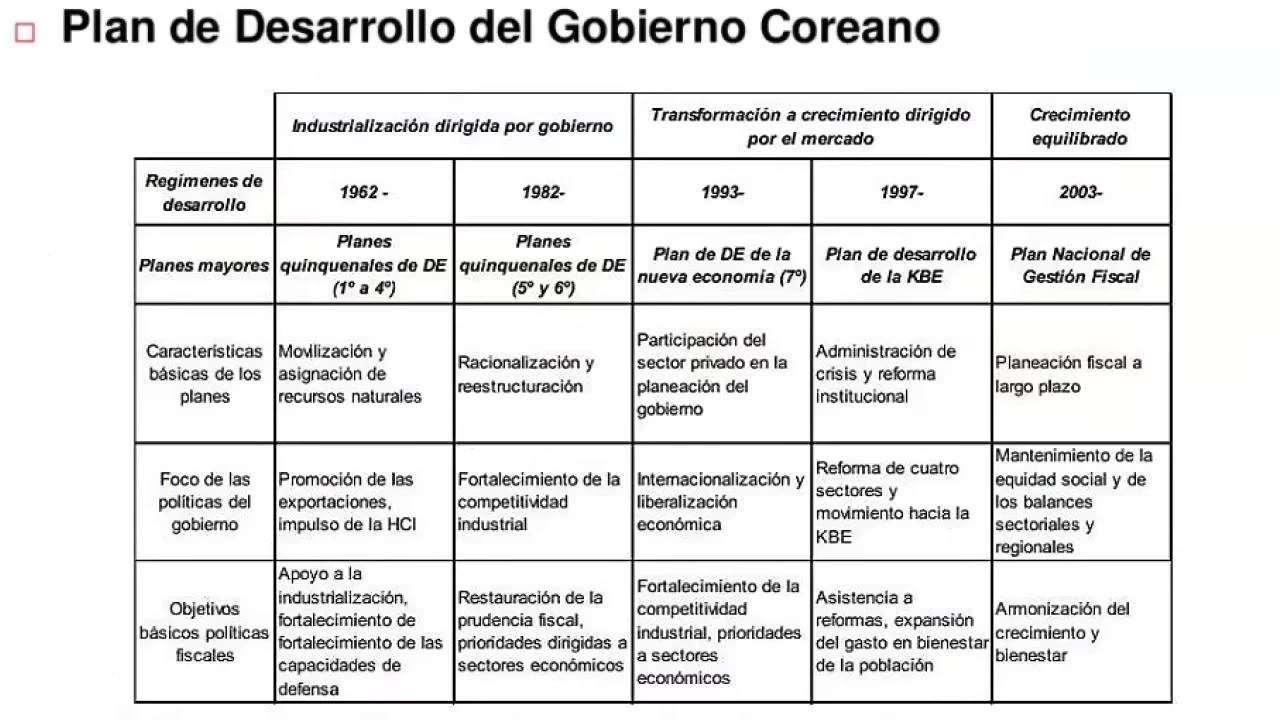 Plan de Desarrollo del Gobierno Coreano
Industrialización dirigida por gobierno
Transformación a crecimiento dirigido
por el mercado
Crecimiento
equilibrado
Regímenes de
desarrollo
1962 -
1982-
1993-
1997-
2003-
Planes mayores
Planes
quinquenales de DE
(1º a 4º)
Planes
quinquenales de DE
(5º y 6º)
Plan de DE de la
nueva economía (7º)
Plan de desarrollo
de la KBE
Plan Nacional de
Gestión Fiscal
Características
básicas de los
planes
Movilización y
asignación de
recursos naturales
Racionalización y
reestructuración
Participación del
sector privado en la
planeación del
gobierno
Administración de
crisis y reforma
institucional
Planeación fiscal a
largo plazo
Foco de las
políticas del
gobierno
Promoción de las
exportaciones,
impulso de la HCI
Fortalecimiento de la
competitividad
industrial
Internacionalización y
liberalización
económica
Reforma de cuatro
sectores y
movimiento hacia la
KBE
Mantenimiento de la
equidad social y de
los balances
sectoriales y
regionales
Objetivos
básicos políticas
fiscales
Apoyo a la
industrialización,
fortalecimiento de
fortalecimiento de las
capacidades de
defensa
Restauración de la
prudencia fiscal,
prioridades dirigidas a
sectores económicos
Fortalecimiento de la
competitividad
industrial, prioridades
a sectores
económicos
Asistencia a
reformas, expansión
del gasto en bienestar
de la población
Armonización del
crecimiento y
bienestar